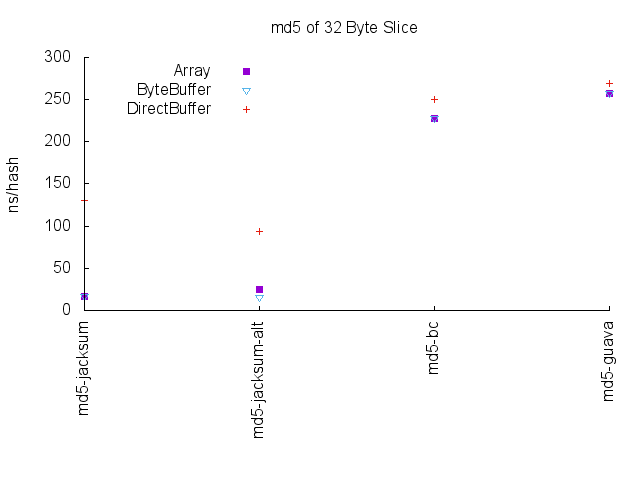 md5 of 32 Byte Slice
300
250
200
150
100
50
0
ns/hash
Array
ByteBuffer
DirectBuffer
md5-jacksum
md5-jacksum-alt
md5-bc
md5-guava